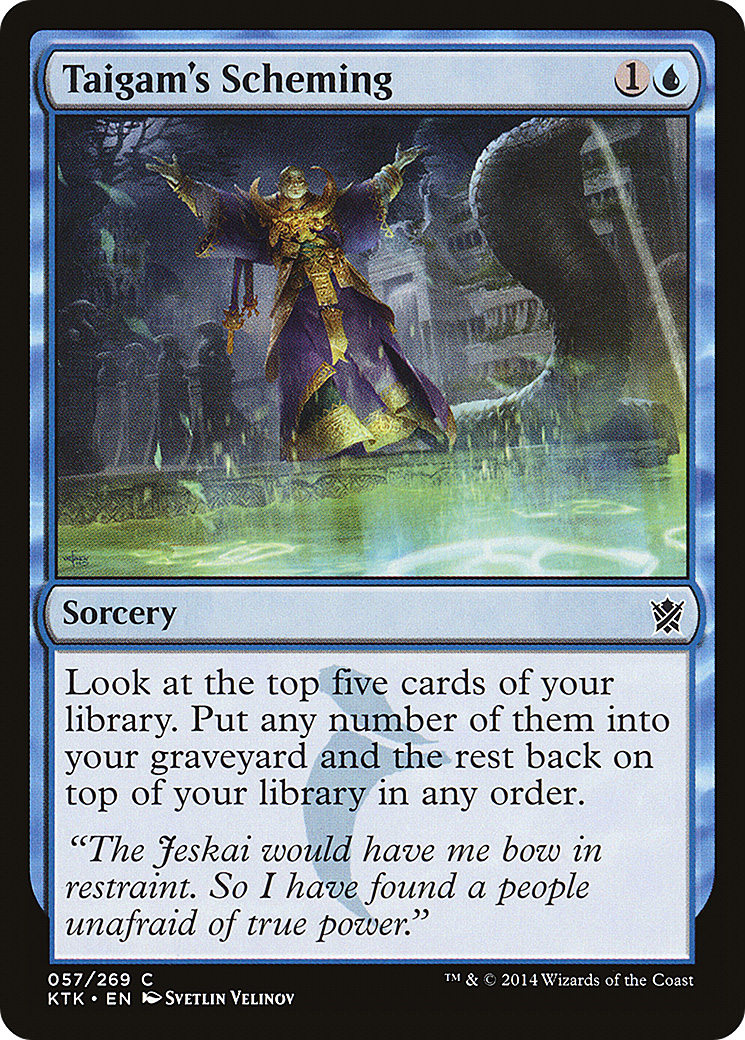 Taigam's Scheming 1
Sorcery
Look at the top five cards of your
library. Put any number of them into
your graveyard and the rest back on
top of your library in any order.
“The Jeskai would have me bow in
restraint. So I have found a people
unafraid of true power.”
057/269 C ™ & © 2014 Wizards of the Coast
KTK • EN Svetlin Velinov